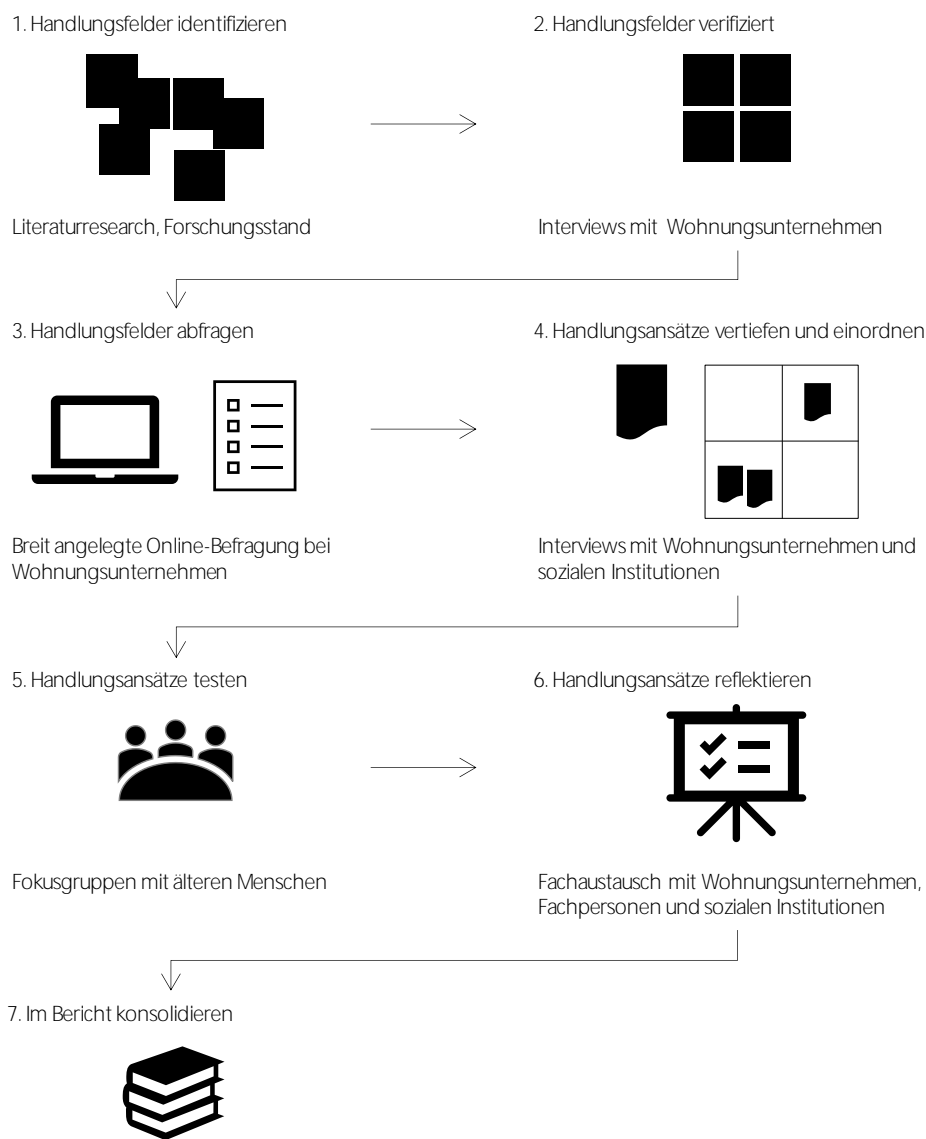 1. Handlungsfelder identifizieren
2. Handlungsfelder verifiziert
Literaturresearch, Forschungsstand
Interviews mit Wohnungsunternehmen
3. Handlungsfelder abfragen
4. Handlungsansätze vertiefen und einordnen
Breit angelegte Online-Befragung bei
Wohnungsunternehmen
Interviews mit Wohnungsunternehmen und
sozialen Institutionen
5. Handlungsansätze testen
6. Handlungsansätze reflektieren
Fokusgruppen mit älteren Menschen
Fachaustausch mit Wohnungsunternehmen,
Fachpersonen und sozialen Institutionen
7. Im Bericht konsolidieren